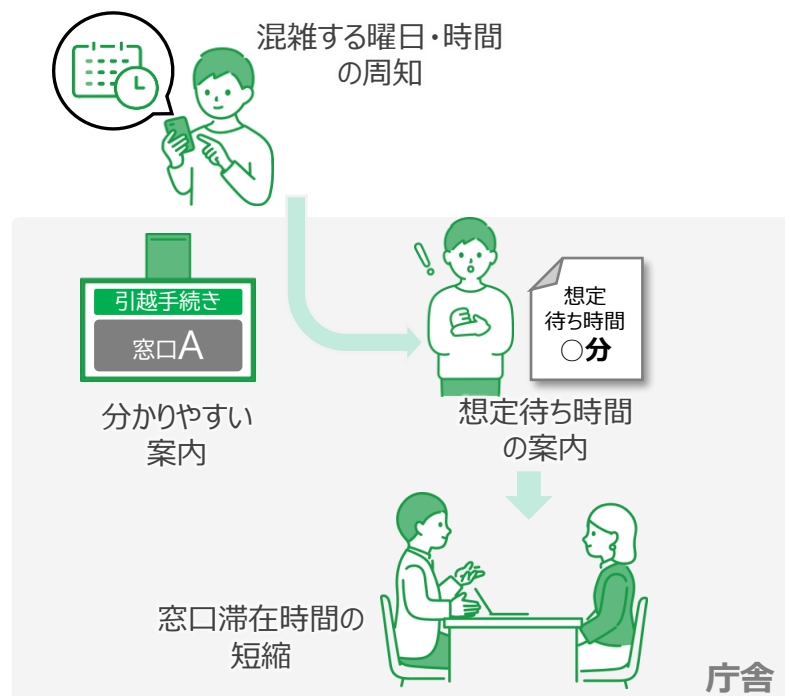 混雑する曜日・時間
の周知
引越手続き
窓口A
分かりやすい
案内
想定
待ち時間
○分
想定待ち時間
の案内
窓口滞在時間の
短縮
庁舎